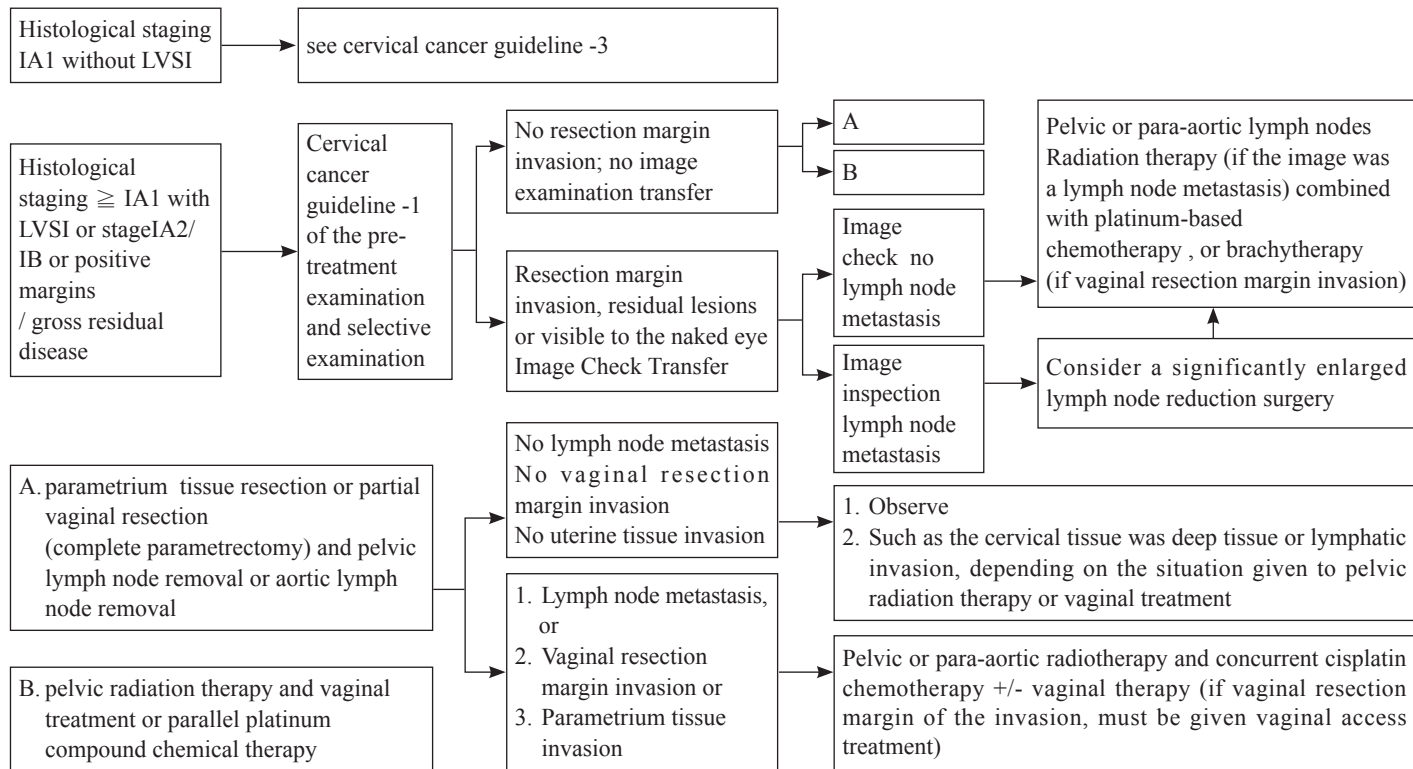 Histological staging
IA1 without LVSI
see cervical cancer guideline -3
Histological
staging ≧ IA1 with
LVSI or stageIA2/
IB or positive
margins
/ gross residual
disease
Cervical
cancer
guideline -1
of the pre-
treatment
examination
and selective
examination
No resection margin
invasion; no image
examination transfer
A
B
Resection margin
invasion, residual lesions
or visible to the naked eye
Image Check Transfer
Image
check no
lymph node
metastasis
Image
inspection
lymph node
metastasis
Pelvic or para-aortic lymph nodes
Radiation therapy (if the image was
a lymph node metastasis) combined
with platinum-based
chemotherapy , or brachytherapy
(if vaginal resection margin invasion)
Consider a significantly enlarged
lymph node reduction surgery
A. parametrium tissue resection or partial
vaginal resection
(complete parametrectomy) and pelvic
lymph node removal or aortic lymph
node removal
No lymph node metastasis
No vaginal resection
margin invasion
No uterine tissue invasion
1. Observe
2. Such as the cervical tissue was deep tissue or lymphatic
invasion, depending on the situation given to pelvic
radiation therapy or vaginal treatment
1. Lymph node metastasis,
or
2. Vaginal resection
margin invasion or
3. Parametrium tissue
invasion
Pelvic or para-aortic radiotherapy and concurrent cisplatin
chemotherapy +/- vaginal therapy (if vaginal resection
margin of the invasion, must be given vaginal access
treatment)
B. pelvic radiation therapy and vaginal
treatment or parallel platinum
compound chemical therapy